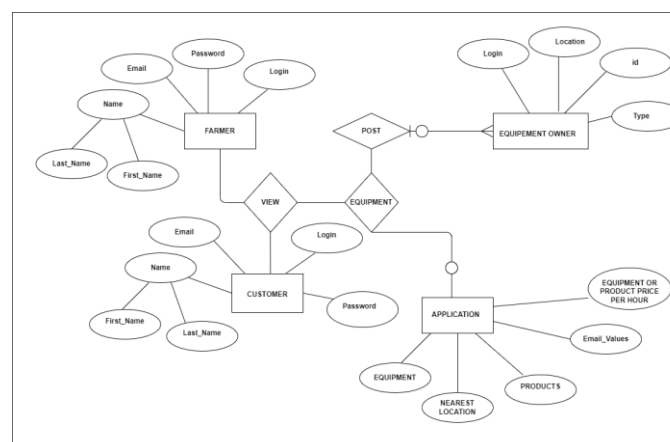 Password
Location
Email
Login
Login
id
Name
FARMER
POST
EQUIPEMENT OWNER
Type
Last_Name
First_Name
VIEW
EQUIPMENT
Email
Login
Name
CUSTOMER
Password
First_Name
Last_Name
EQUIPMENT OR
PRODUCT PRICE
PER HOUR
APPLICATION
Email_Values
EQUIPMENT
PRODUCTS
NEAREST
LOCATION